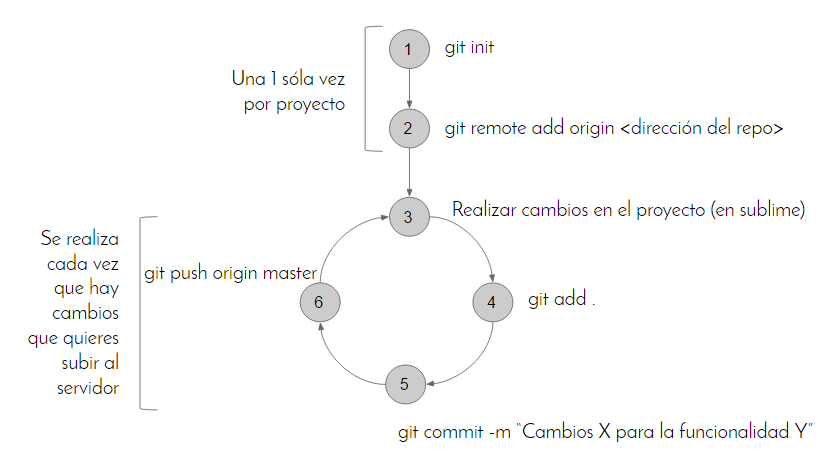 1
git init
Una 1 sóla vez
por proyecto
2
git remote add origin <dirección del repo>
3
Realizar cambios en el proyecto (en sublime)
Se realiza
cada vez
que hay
cambios
que quieres
subir al
servidor
git push origin master
6
4
git add .
5
git commit -m "Cambios X para la funcionalidad Y"